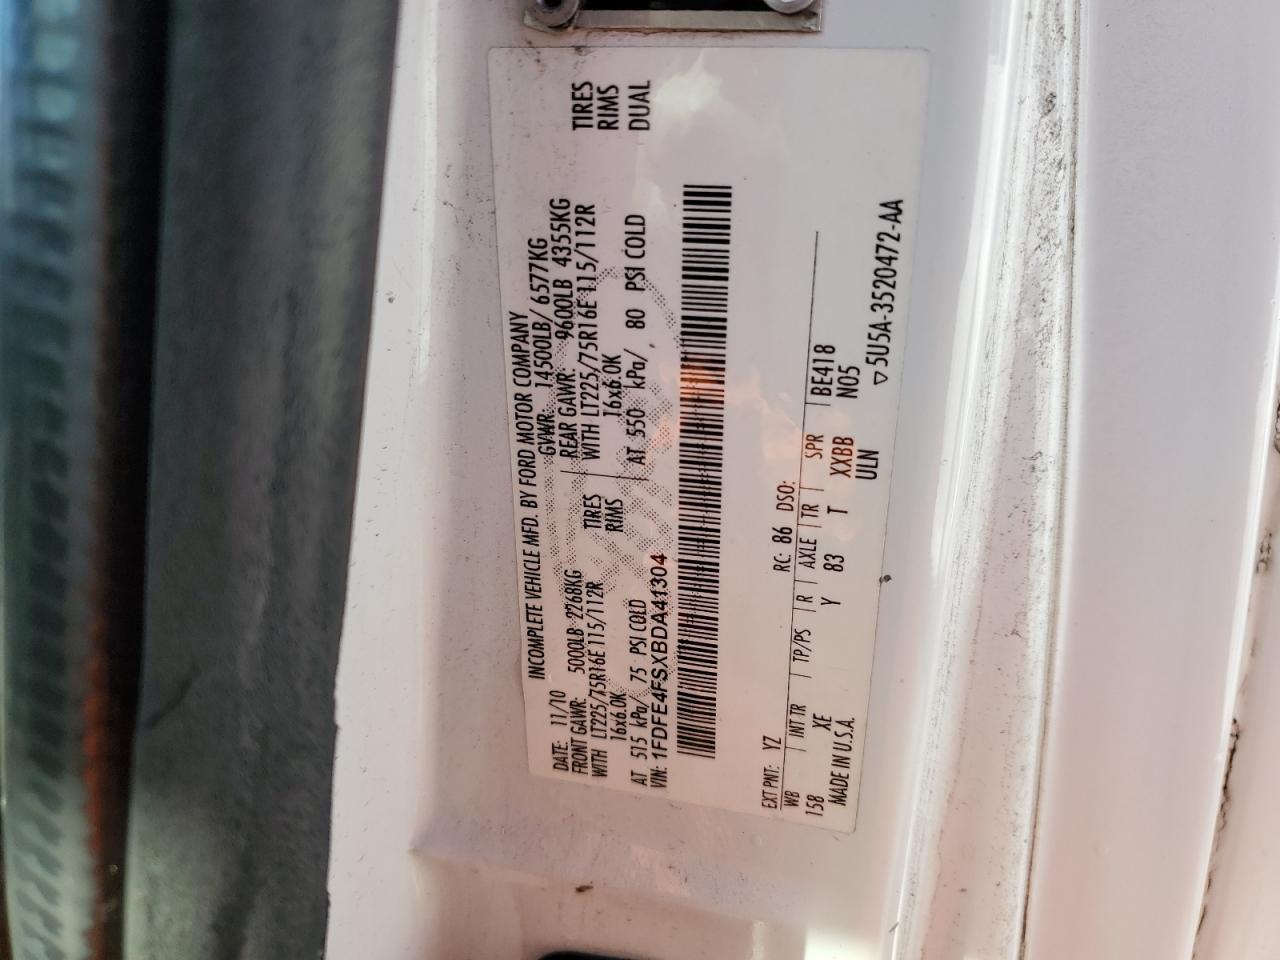 INCOMPLETE VEHICLE MFD. BY FORD MOTOR COMPANY
DATE: 11/10 GVWR: 14500LB/ 6577KG
FRONT GAWR: 5000LB 2268KG REAR GAWR: 9600LB 4355KG
WITH LT225/75R16E 115/112R TIRES WITH LT225/75R16E 115/112R TIRES
16x6.0K RIMS 16x6.0K RIMS
AT 515 kPa/ 75 PSI COLD AT 550 kPa/ 80 PSI COLD DUAL
VIN: 1FDFE4FSXBDA41304
EXT PNT: YZ RC: 86 DSO:
WB INT TR TP/PS R AXLE TR SPR BE418
158 XE Y 83 T XXBB N05
MADE IN U.S.A. ULN
5U5A-3520472-AA